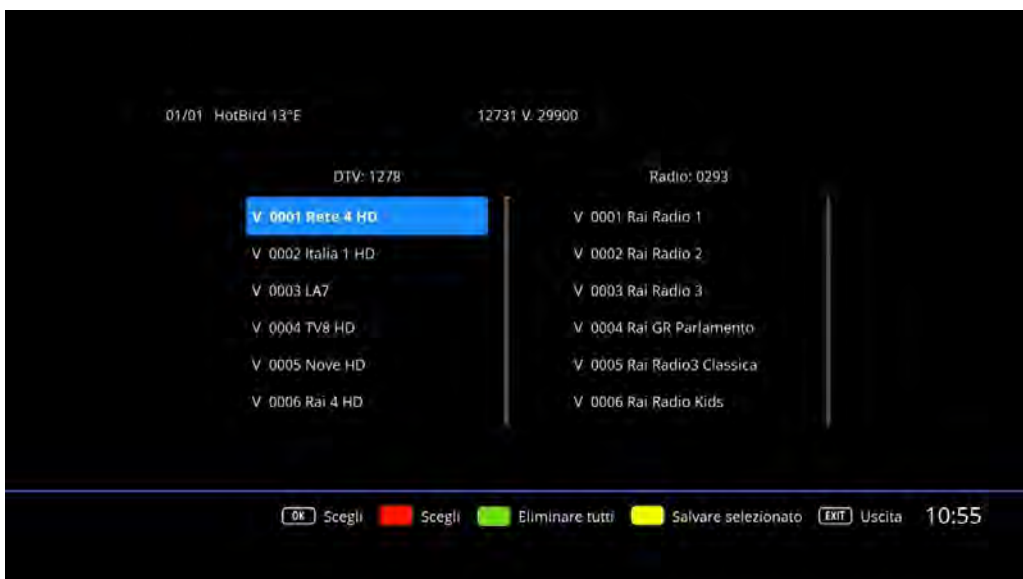 01/01 HotBird 13°E 12731 V. 29900
DTV: 1278
V 0001 Rete 4 HD
V 0002 Italia 1 HD
V 0003 LA7
V 0004 TV8 HD
V 0005 Nove HD
V 0006 Rai 4 HD
Radio: 0293
V 0001 Rai Radio 1
V 0002 Rai Radio 2
V 0003 Rai Radio 3
V 0004 Rai GR Parlamento
V 0005 Rai Radio3 Classica
V 0006 Rai Radio Kids
OK Scegli Scegli Eliminare tutti Salvare selezionato EXIT Uscita 10:55